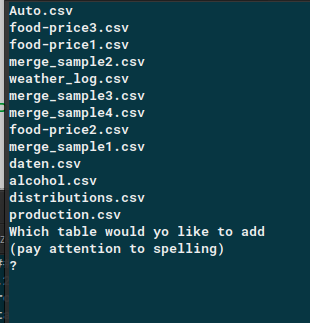 Auto.csv
food-price3.csv
food-price1.csv
merge_sample2.csv
weather_log.csv
merge_sample3.csv
merge_sample4.csv
food-price2.csv
merge_sample1.csv
daten.csv
alcohol.csv
distributions.csv
production.csv
Which table would yo like to add
(pay attention to spelling)
?